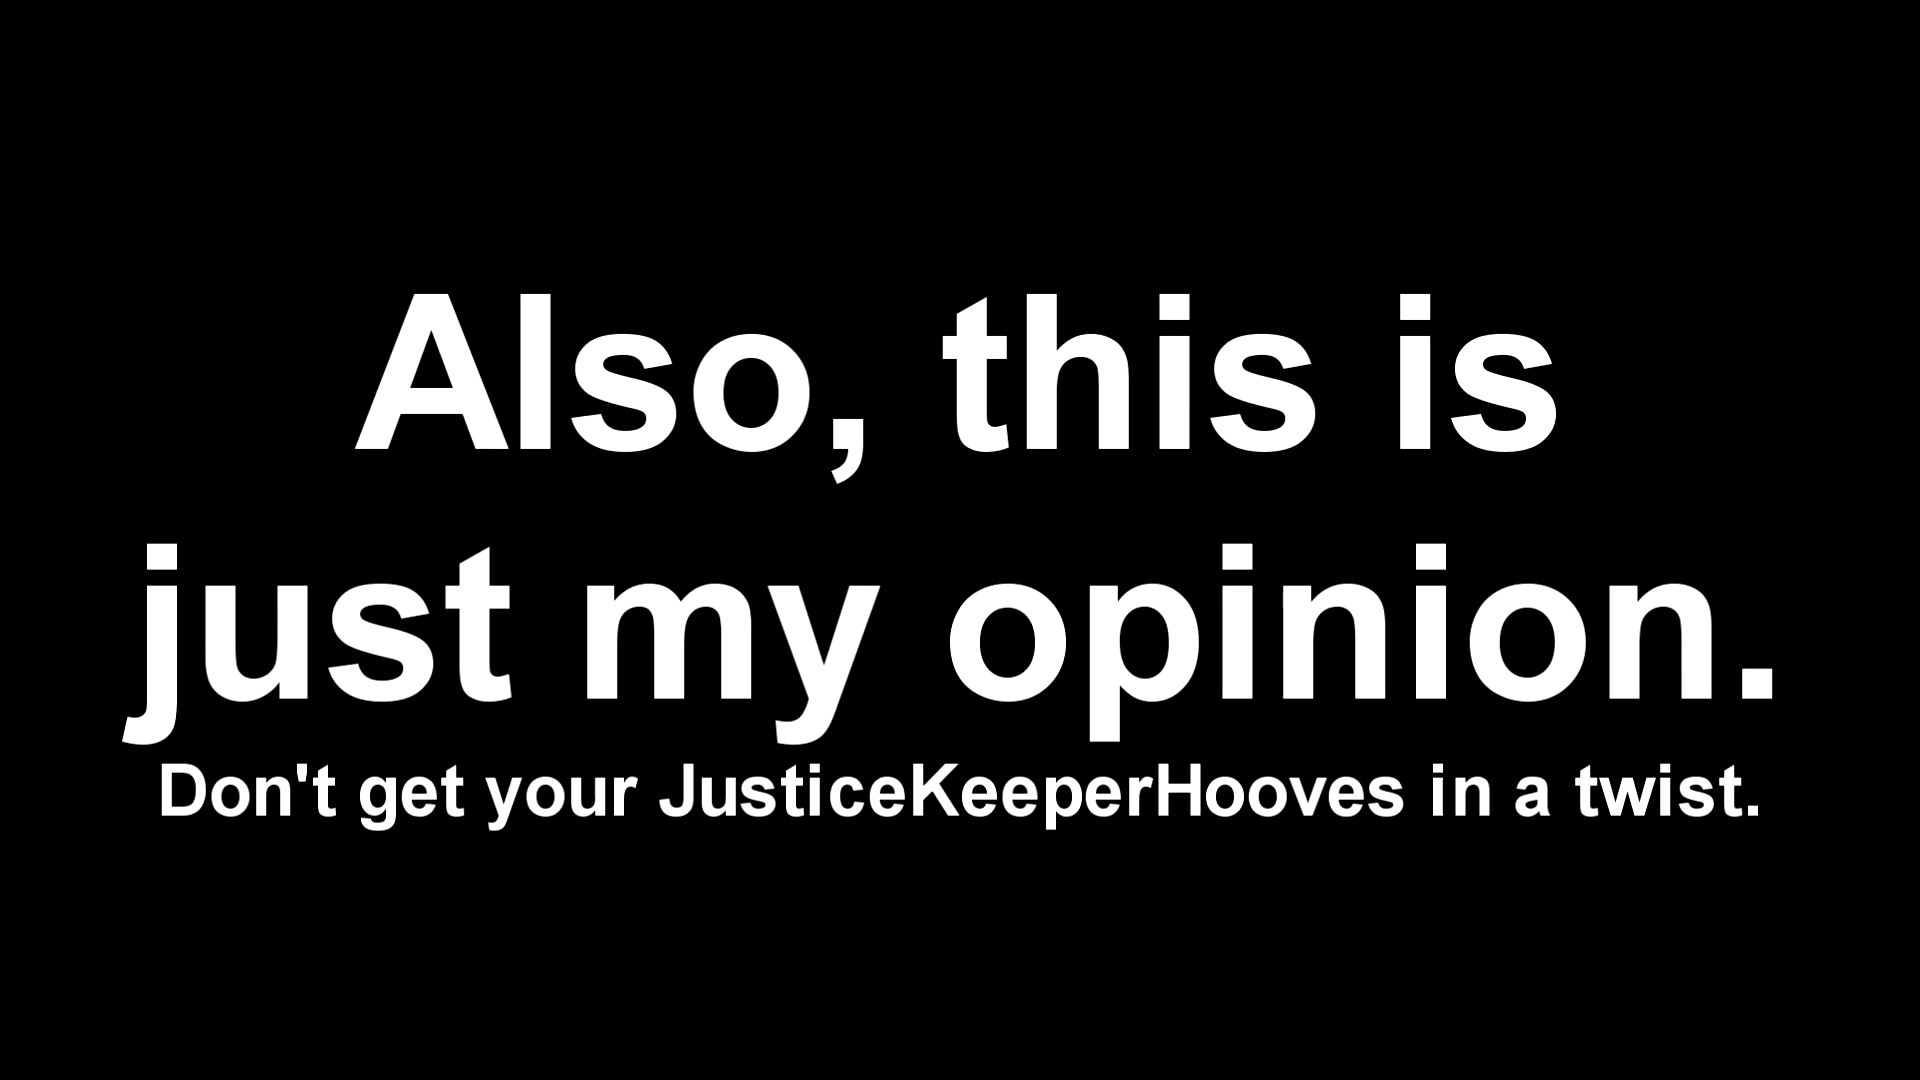 Also, this is
just my opinion.
Don't get your JusticeKeeperHooves in a twist.